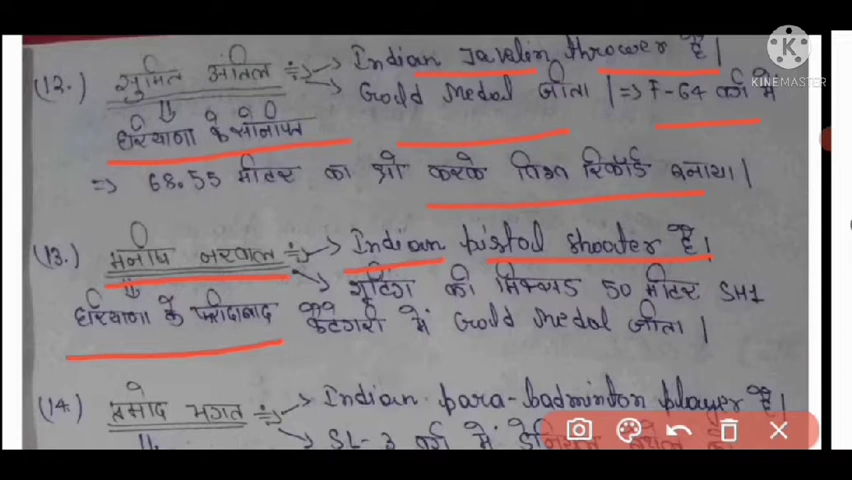 (12.) सुमित अंतिल ÷→ Indian Javelin thrower है|
→ Gold Medal जीता |⇒ F-64 वर्ग में
⇓
हरियाणा के सोनीपत
⇒ 68.55 मीटर का थ्रो करके विश्व रिकॉर्ड बनाया|
(13.) मनीष नरवाल ÷→ Indian pistol shooter है|
→ शूटिंग की मिक्स्ड 50 मीटर SH1
⇓
हरियाणा के फरीदाबाद
कैटेगरी में Gold Medal जीता |
(14.) प्रमोद भगत ÷→ Indian para-badminton player है|
→ SL-3 वर्ग में
K
KINEMASTER